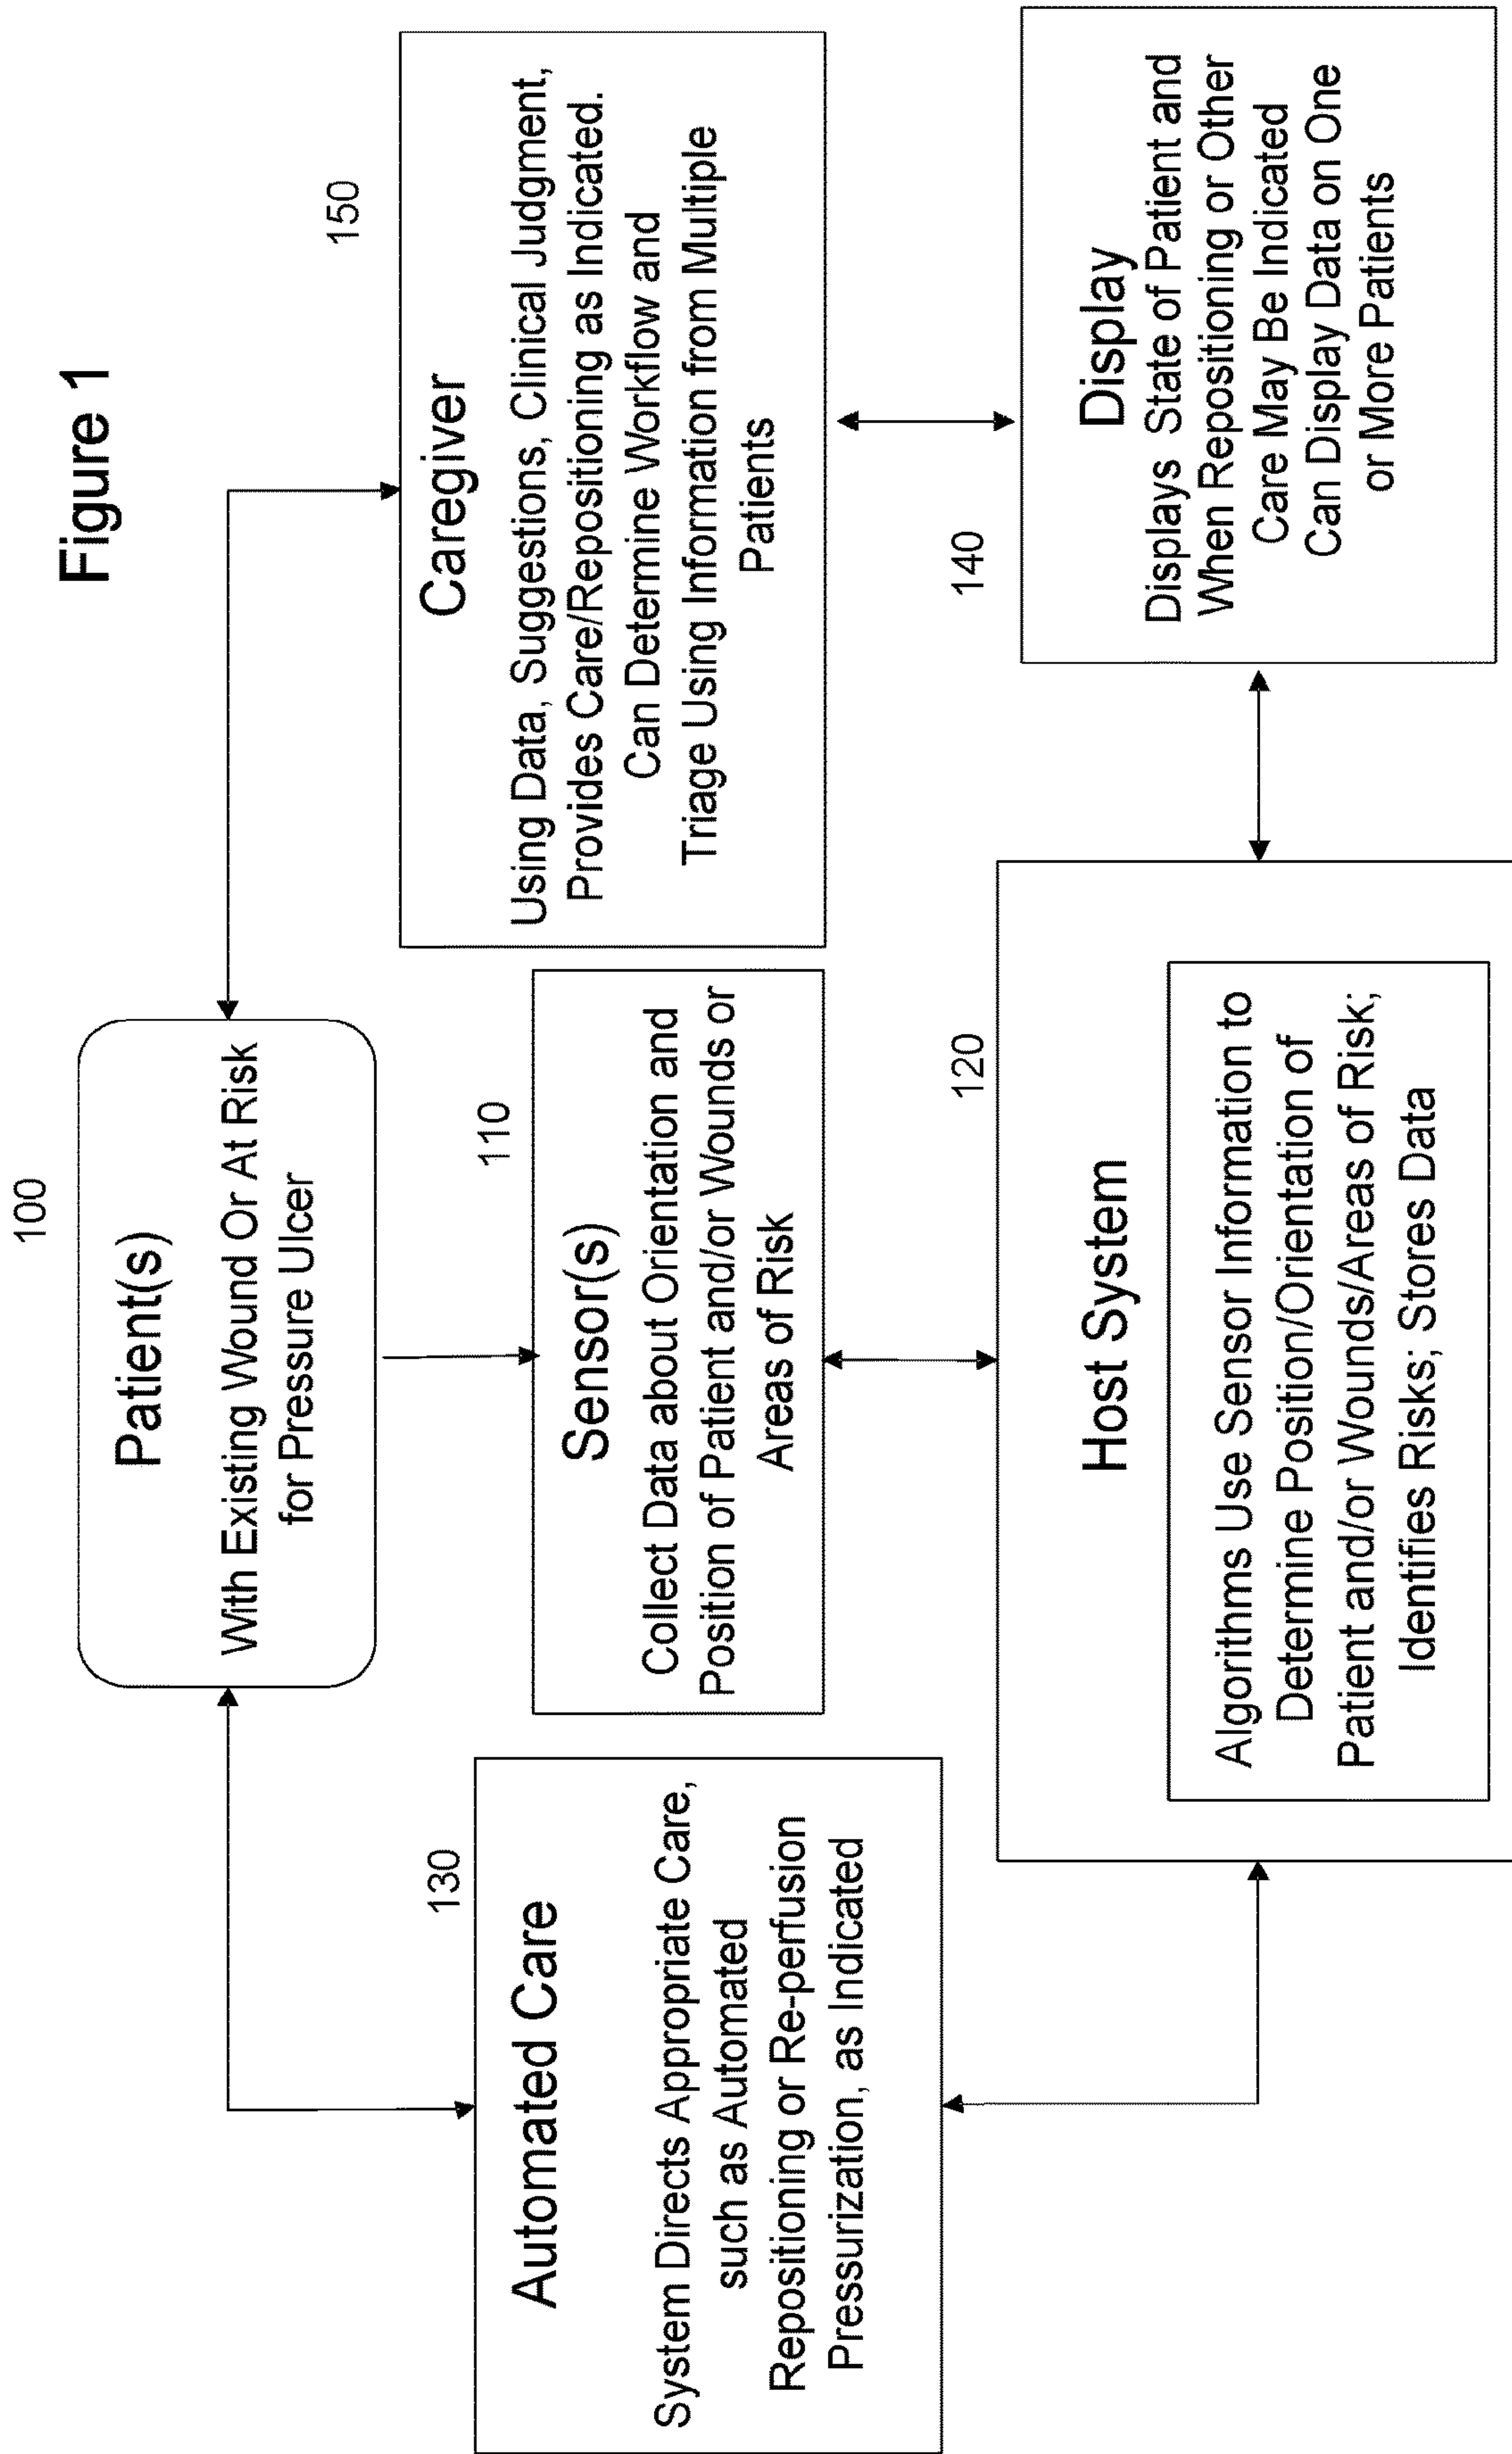 Figure 1
100
Patient(s)
With Existing Wound Or At Risk
for Pressure Ulcer
130
Automated Care
System Directs Appropriate Care,
such as Automated
Repositioning or Re-perfusion
Pressurization, as Indicated
110
Sensor(s)
Collect Data about Orientation and
Position of Patient and/or Wounds or
Areas of Risk
150
Caregiver
Using Data, Suggestions, Clinical Judgment,
Provides Care/Repositioning as Indicated.
Can Determine Workflow and
Triage Using Information from Multiple
Patients
120
Host System
Algorithms Use Sensor Information to
Determine Position/Orientation of
Patient and/or Wounds/Areas of Risk;
Identifies Risks; Stores Data
140
Display
Displays State of Patient and
When Repositioning or Other
Care May Be Indicated
Can Display Data on One
or More Patients